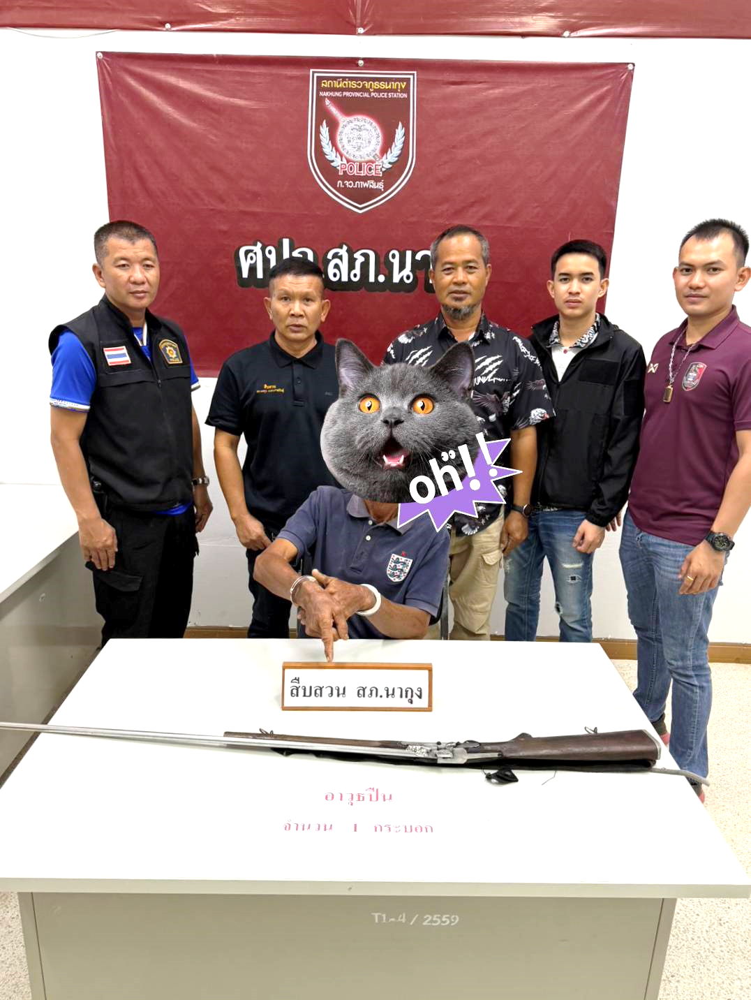 สถานีตำรวจภูธรนากุง
NAKHUNG PROVINCIAL POLICE STATION
POLICE
ภ.จว.กาฬสินธุ์
สภ.นา
oh!!
สืบสวน สภ.นากุง
อาวุธปืน
จำนวน 1 กระบอก
T1-4 / 2559